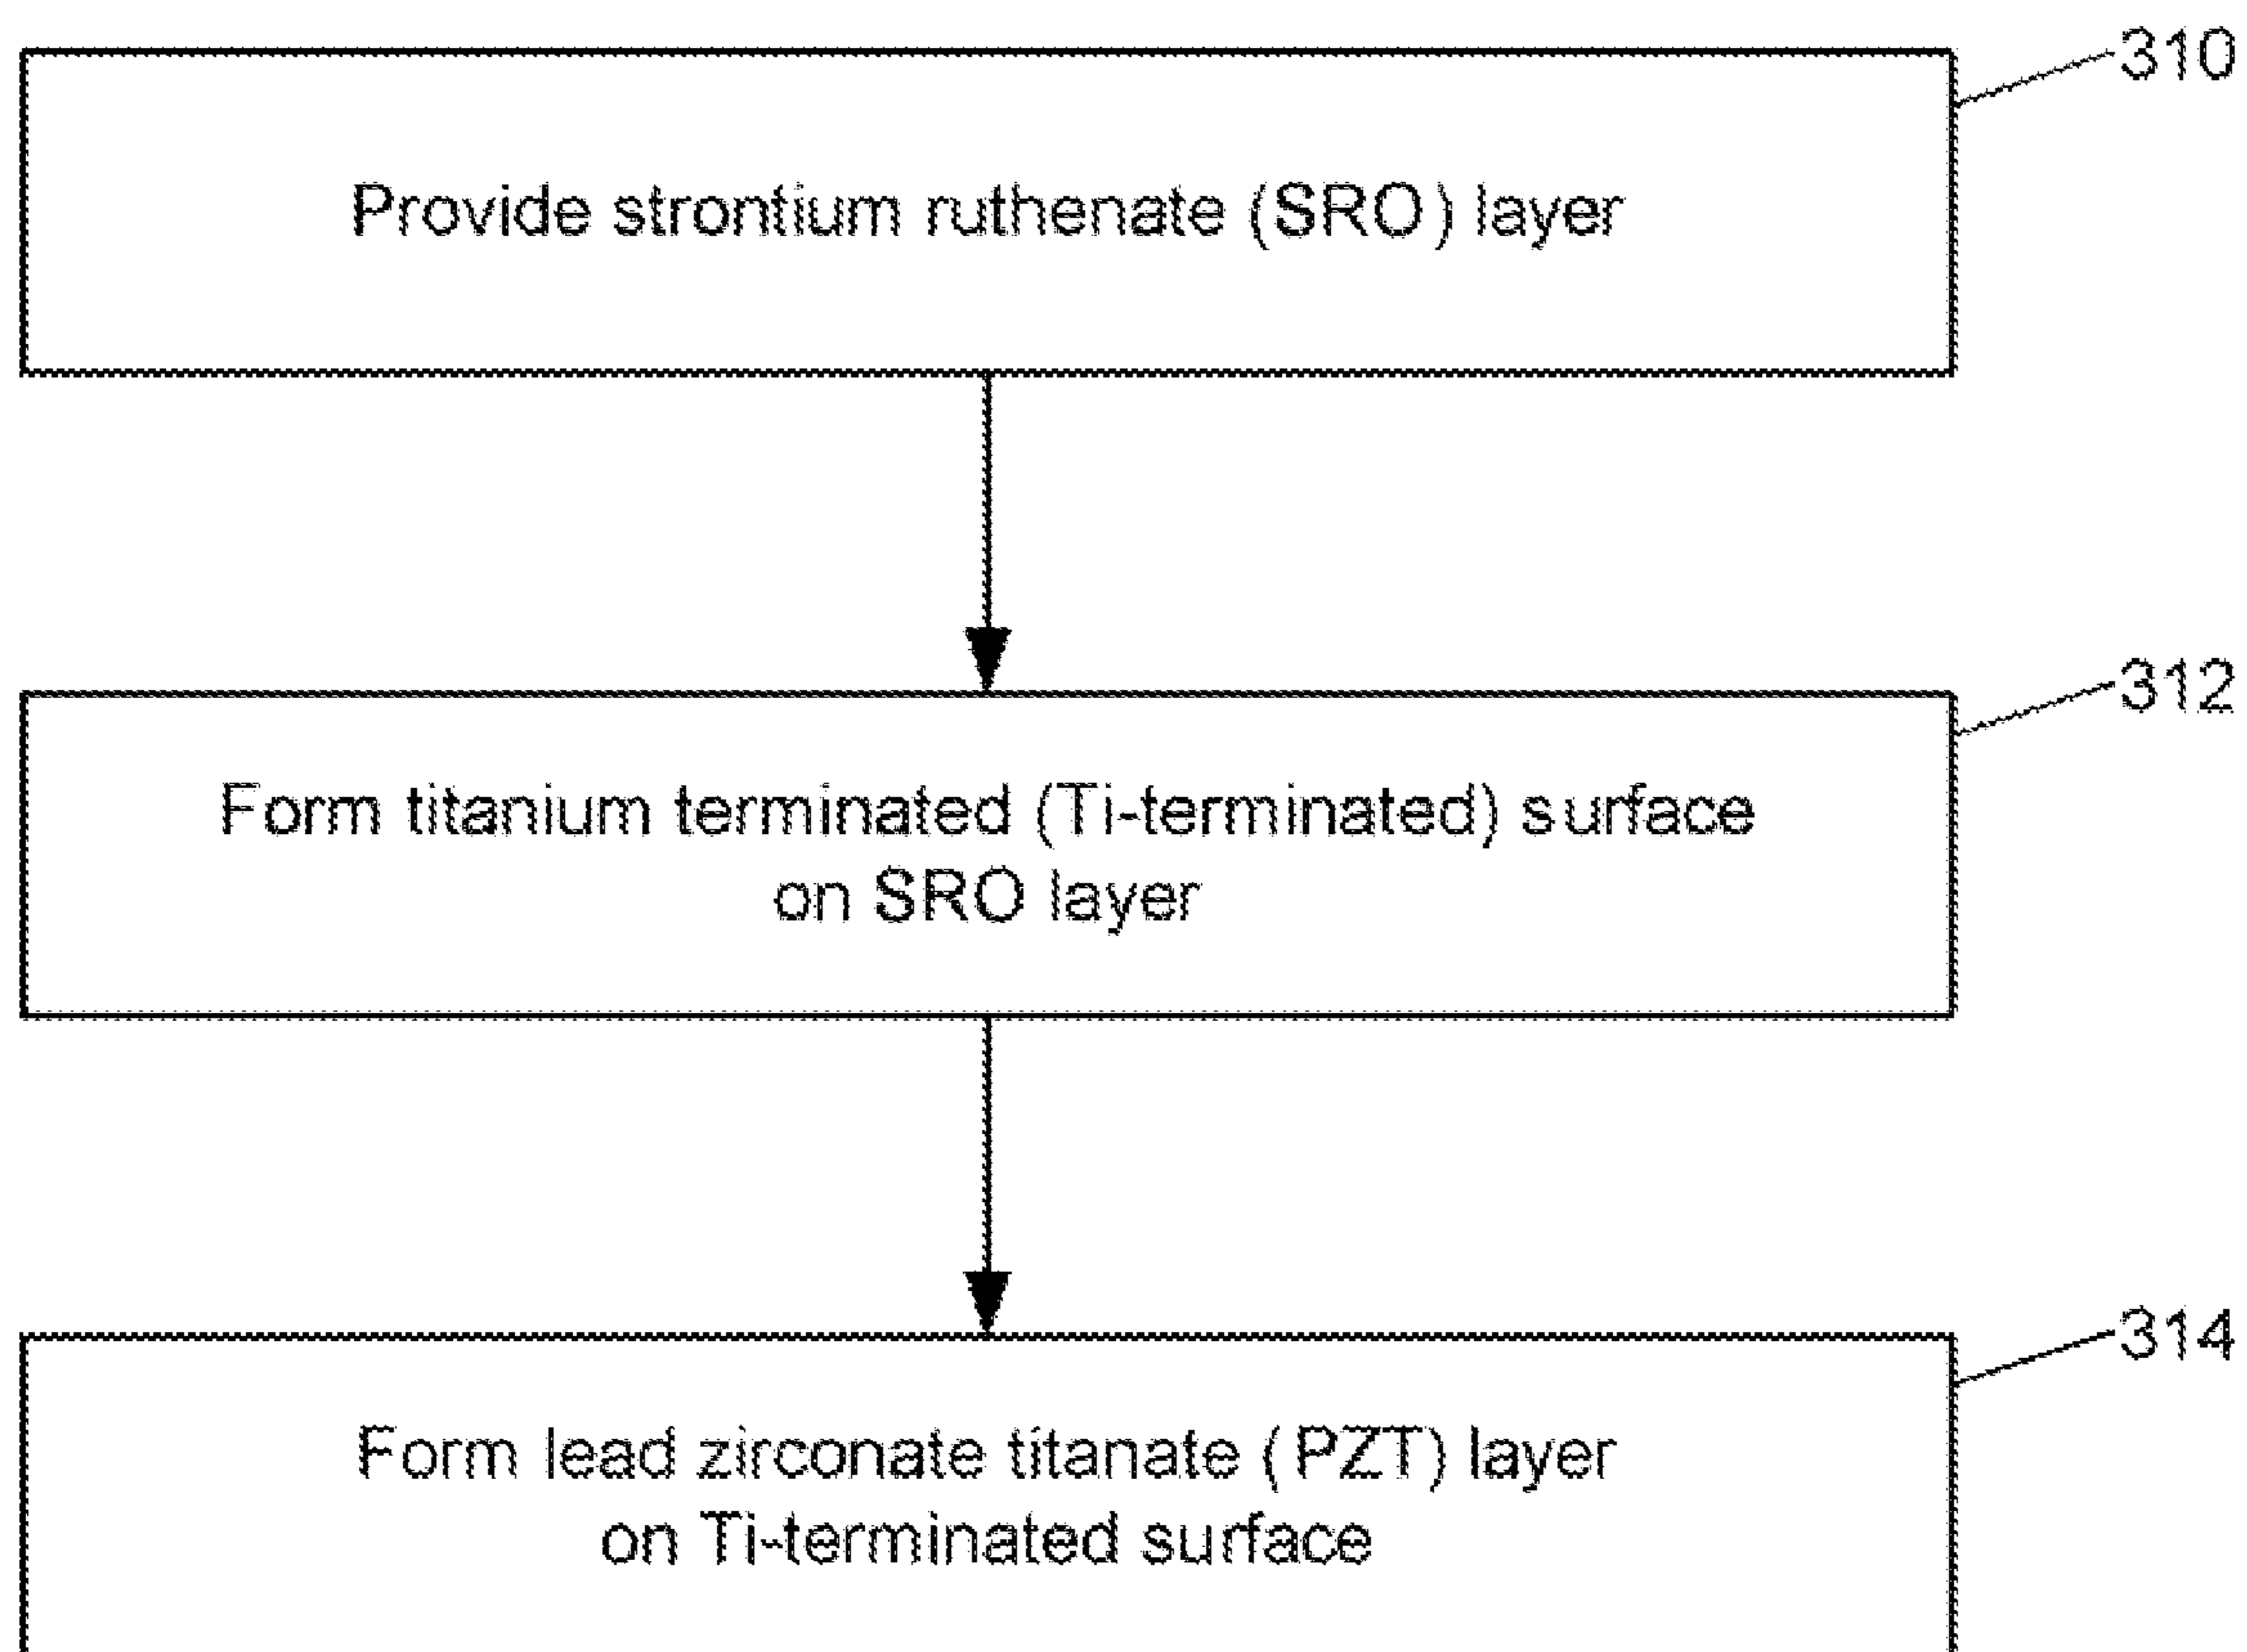 310
Provide strontium ruthenate (SRO) layer
312
Form titanium terminated (Ti-terminated) surface
on SRO layer
314
Form lead zirconate titanate (PZT) layer
on Ti-terminated surface